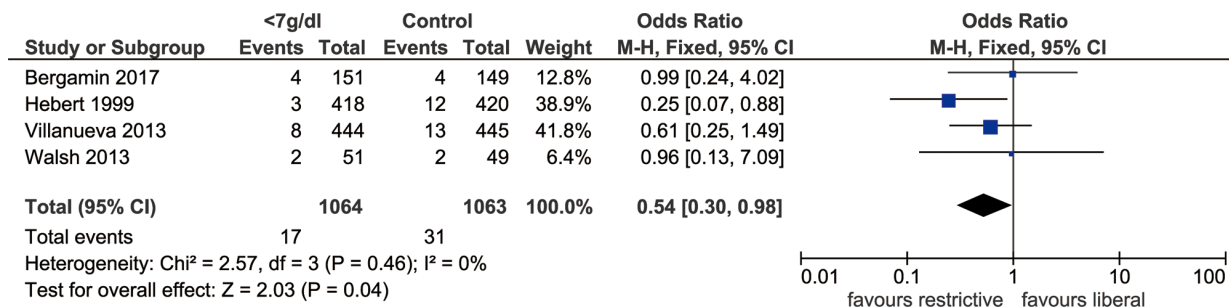 <7g/dl Control Odds Ratio Odds Ratio
Study or Subgroup Events Total Events Total Weight M-H, Fixed, 95% CI M-H, Fixed, 95% CI
Bergamin 2017 4 151 4 149 12.8% 0.99 [0.24, 4.02]
Hebert 1999 3 418 12 420 38.9% 0.25 [0.07, 0.88]
Villanueva 2013 8 444 13 445 41.8% 0.61 [0.25, 1.49]
Walsh 2013 2 51 2 49 6.4% 0.96 [0.13, 7.09]
Total (95% CI) 1064 1063 100.0% 0.54 [0.30, 0.98]
Total events 17 31
Heterogeneity: Chi² = 2.57, df = 3 (P = 0.46); I² = 0%
Test for overall effect: Z = 2.03 (P = 0.04)
0.01 0.1 1 10 100
favours restrictive favours liberal